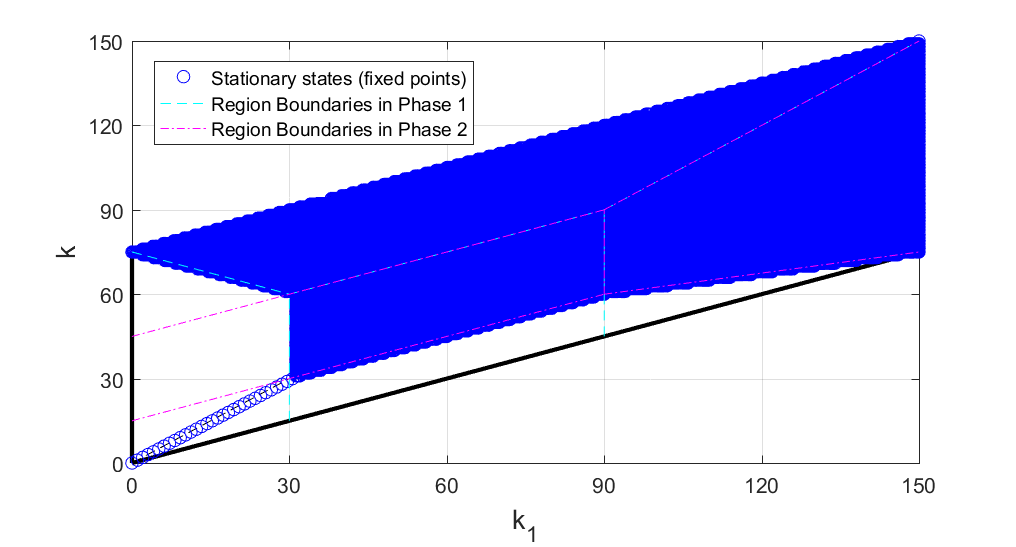 150
120
90
60
30
0
k
Stationary states (fixed points)
Region Boundaries in Phase 1
Region Boundaries in Phase 2
0 30 60 90 120 150
k_1